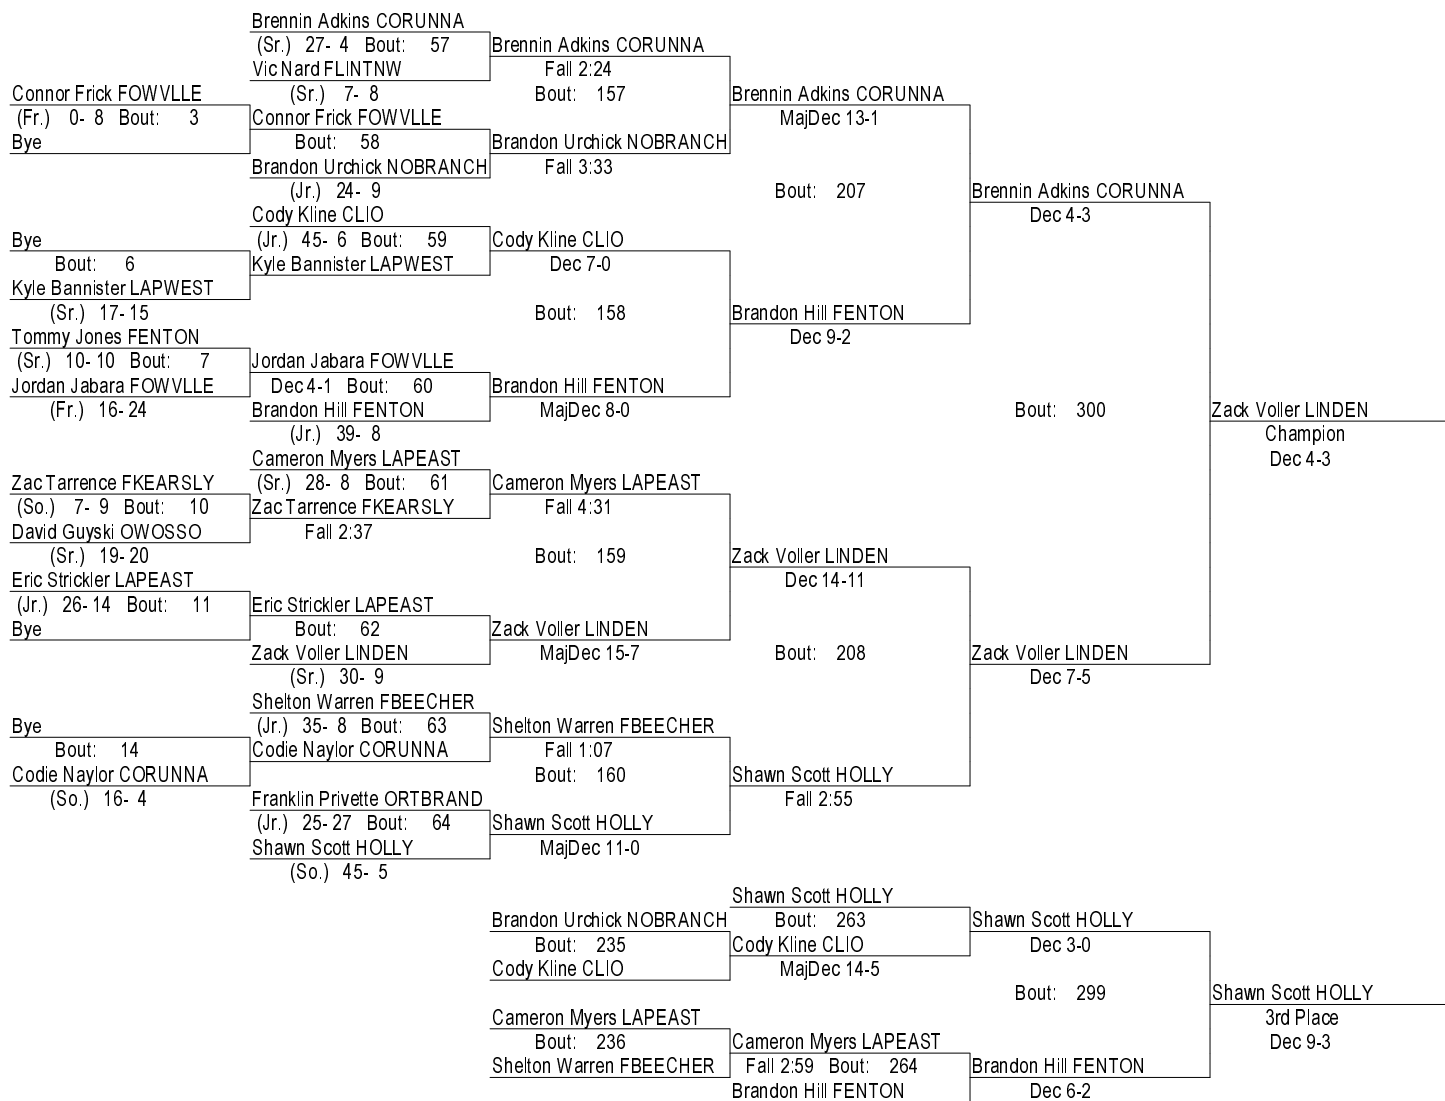 Brennin Adkins CORUNNA
(Sr.) 27- 4 Bout: 57
Brennin Adkins CORUNNA
Vic Nard FLINTNW
Fall 2:24
(Sr.) 7- 8
Bout: 157
Connor Frick FOWVLLE
Brennin Adkins CORUNNA
(Fr.) 0- 8 Bout: 3
Connor Frick FOWVLLE
MajDec 13-1
Bye
Bout: 58
Brandon Urchick NOBRANCH
Brandon Urchick NOBRANCH
Fall 3:33
(Jr.) 24- 9
Bout: 207
Brennin Adkins CORUNNA
Cody Kline CLIO
Dec 4-3
Bye
(Jr.) 45- 6 Bout: 59
Cody Kline CLIO
Bout: 6
Kyle Bannister LAPWEST
Dec 7-0
Kyle Bannister LAPWEST
(Sr.) 17- 15
Bout: 158
Brandon Hill FENTON
Tommy Jones FENTON
Dec 9-2
(Sr.) 10- 10 Bout: 7
Jordan Jabara FOWVLLE
Jordan Jabara FOWVLLE
Dec 4-1 Bout: 60
Brandon Hill FENTON
(Fr.) 16- 24
Brandon Hill FENTON
MajDec 8-0
Bout: 300
Zack Voller LINDEN
(Jr.) 39- 8
Champion
Cameron Myers LAPEAST
Dec 4-3
Zac Tarrence FKEARSLY
(Sr.) 28- 8 Bout: 61
Cameron Myers LAPEAST
(So.) 7- 9 Bout: 10
Zac Tarrence FKEARSLY
Fall 4:31
David Guyski OWOSSO
Fall 2:37
(Sr.) 19- 20
Bout: 159
Zack Voller LINDEN
Eric Strickler LAPEAST
Dec 14-11
(Jr.) 26- 14 Bout: 11
Eric Strickler LAPEAST
Bye
Bout: 62
Zack Voller LINDEN
Zack Voller LINDEN
MajDec 15-7
Bout: 208
Zack Voller LINDEN
(Sr.) 30- 9
Dec 7-5
Shelton Warren FBEECHER
Bye
(Jr.) 35- 8 Bout: 63
Shelton Warren FBEECHER
Bout: 14
Codie Naylor CORUNNA
Fall 1:07
Codie Naylor CORUNNA
Bout: 160
Shawn Scott HOLLY
(So.) 16- 4
Franklin Privette ORTBRAND
Fall 2:55
(Jr.) 25- 27 Bout: 64
Shawn Scott HOLLY
Shawn Scott HOLLY
MajDec 11-0
(So.) 45- 5
Shawn Scott HOLLY
Brandon Urchick NOBRANCH
Bout: 263
Shawn Scott HOLLY
Bout: 235
Cody Kline CLIO
Dec 3-0
Cody Kline CLIO
MajDec 14-5
Bout: 299
Shawn Scott HOLLY
Cameron Myers LAPEAST
3rd Place
Bout: 236
Cameron Myers LAPEAST
Dec 9-3
Shelton Warren FBEECHER
Fall 2:59 Bout: 264
Brandon Hill FENTON
Brandon Hill FENTON
Dec 6-2